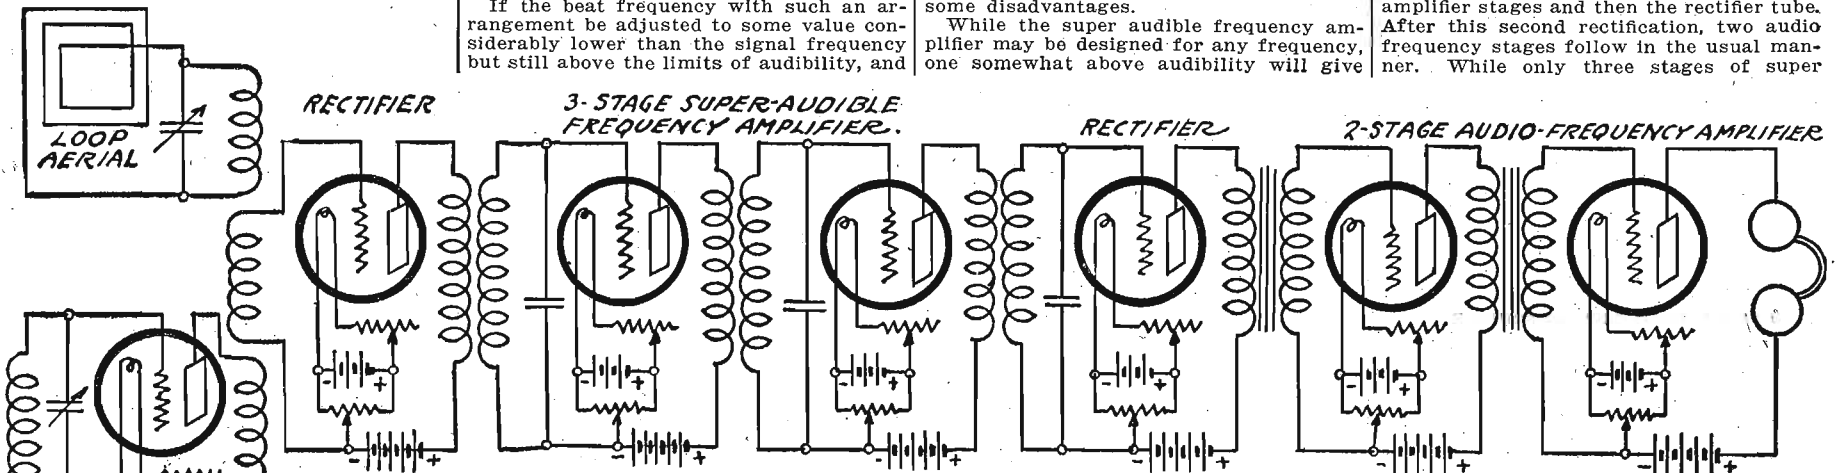 If the beat frequency with such an ar-
rangement be adjusted to some value con-
siderably lower than the signal frequency
but still above the limits of audibility, and
some disadvantages.
While the super audible frequency am-
plifier may be designed for any frequency,
one somewhat above audibility will give
amplifier stages and then the rectifier tube.
After this second rectification, two audio
frequency stages follow in the usual man-
ner. While only three stages of super
LOOP
AERIAL
RECTIFIER
3-STAGE SUPER-AUDIBLE
FREQUENCY AMPLIFIER.
RECTIFIER
2-STAGE AUDIO-FREQUENCY AMPLIFIER
- +
- +
- +
- +
- +
- +
- +
- +
- +
- +
- +
- +